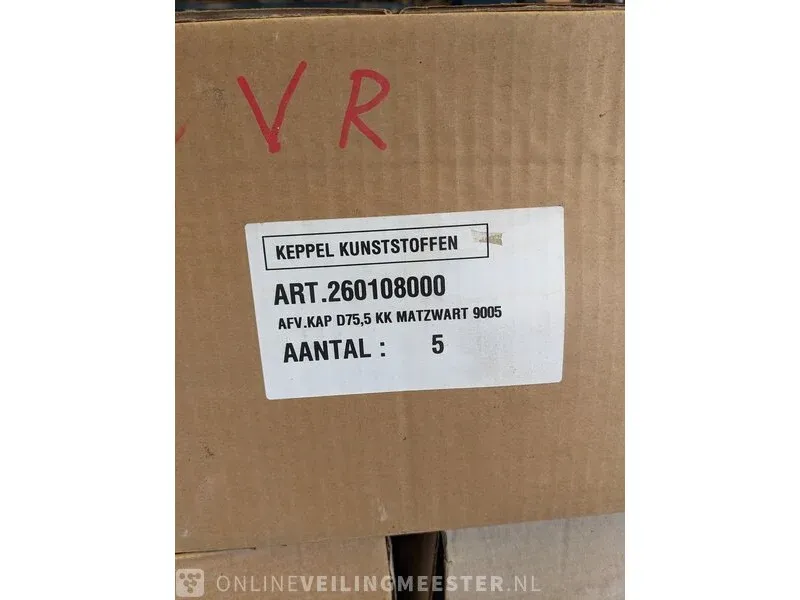 VR
KEPPEL KUNSTSTOFFEN
ART.260108000
AFV.KAP D75,5 KK MATZWART 9005
AANTAL : 5
ONLINEVEILINGMEESTER.NL